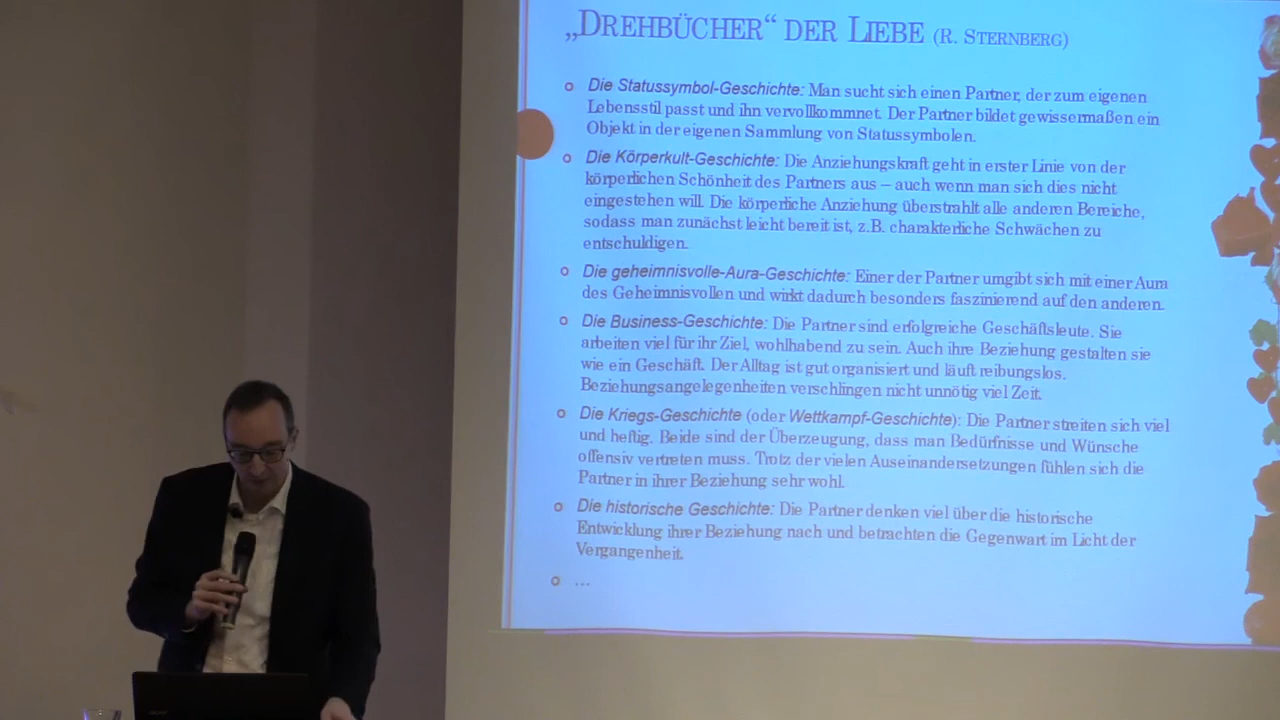 „DREHBÜCHER“ DER LIEBE (R. STERNBERG)
Die Statussymbol-Geschichte: Man sucht sich einen Partner, der zum eigenen
Lebensstil passt und ihn vervollkommnet. Der Partner bildet gewissermaßen ein
Objekt in der eigenen Sammlung von Statussymbolen.
Die Körperkult-Geschichte: Die Anziehungskraft geht in erster Linie von der
körperlichen Schönheit des Partners aus – auch wenn man sich dies nicht
eingestehen will. Die körperliche Anziehung überstrahlt alle anderen Bereiche,
sodass man zunächst leicht bereit ist, z.B. charakterliche Schwächen zu
entschuldigen.
Die geheimnisvolle-Aura-Geschichte: Einer der Partner umgibt sich mit einer Aura
des Geheimnisvollen und wirkt dadurch besonders faszinierend auf den anderen.
Die Business-Geschichte: Die Partner sind erfolgreiche Geschäftsleute. Sie
arbeiten viel für ihr Ziel, wohlhabend zu sein. Auch ihre Beziehung gestalten sie
wie ein Geschäft. Der Alltag ist gut organisiert und läuft reibungslos.
Beziehungsangelegenheiten verschlingen nicht unnötig viel Zeit.
Die Kriegs-Geschichte (oder Wettkampf-Geschichte): Die Partner streiten sich viel
und heftig. Beide sind der Überzeugung, dass man Bedürfnisse und Wünsche
offensiv vertreten muss. Trotz der vielen Auseinandersetzungen fühlen sich die
Partner in ihrer Beziehung sehr wohl.
Die historische Geschichte: Die Partner denken viel über die historische
Entwicklung ihrer Beziehung nach und betrachten die Gegenwart im Licht der
Vergangenheit.
…